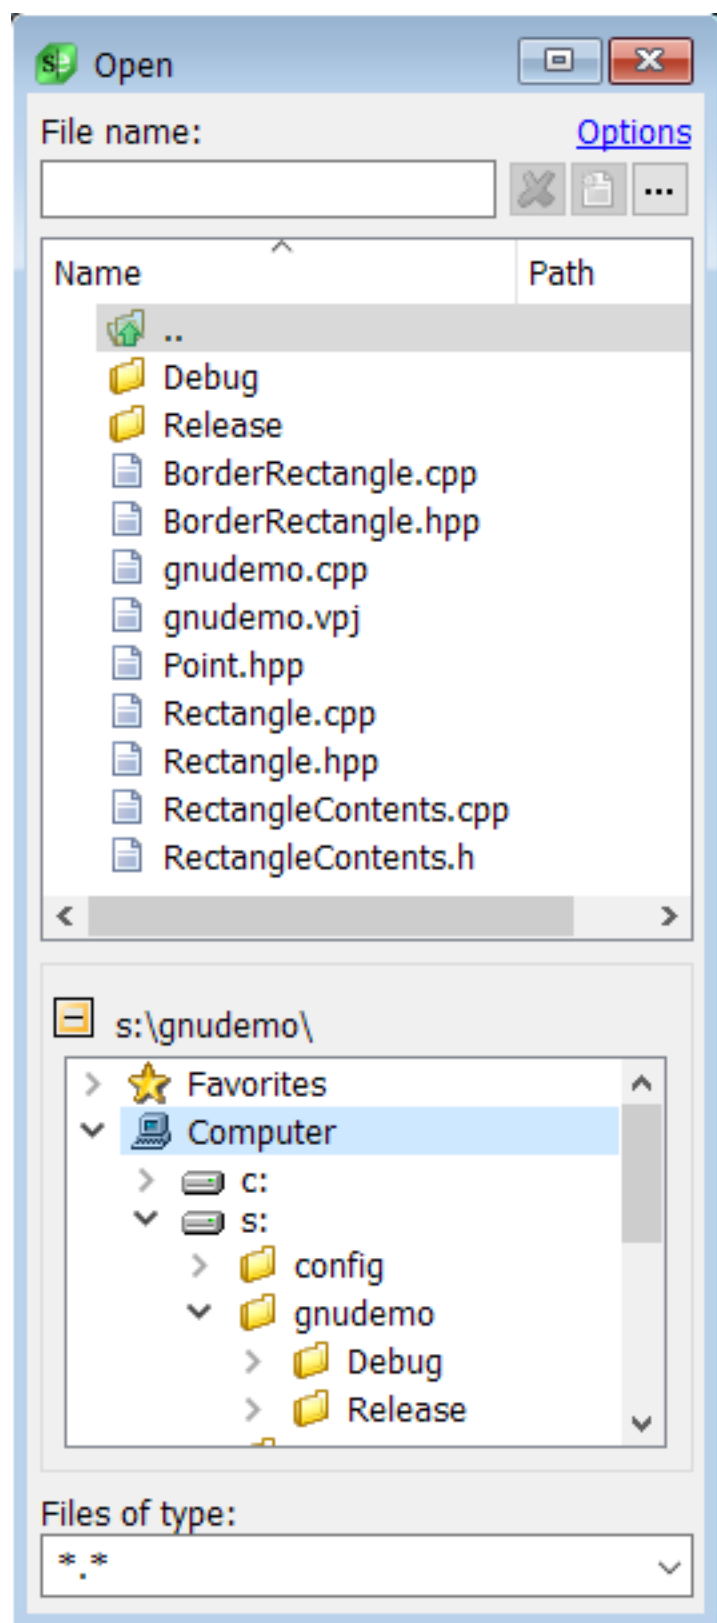 Open
File name: Options
...
Name Path
..
Debug
Release
BorderRectangle.cpp
BorderRectangle.hpp
gnudemo.cpp
gnudemo.vpj
Point.hpp
Rectangle.cpp
Rectangle.hpp
RectangleContents.cpp
RectangleContents.h
s:\gnudemo\
Favorites
Computer
c:
s:
config
gnudemo
Debug
Release
Files of type:
*.*